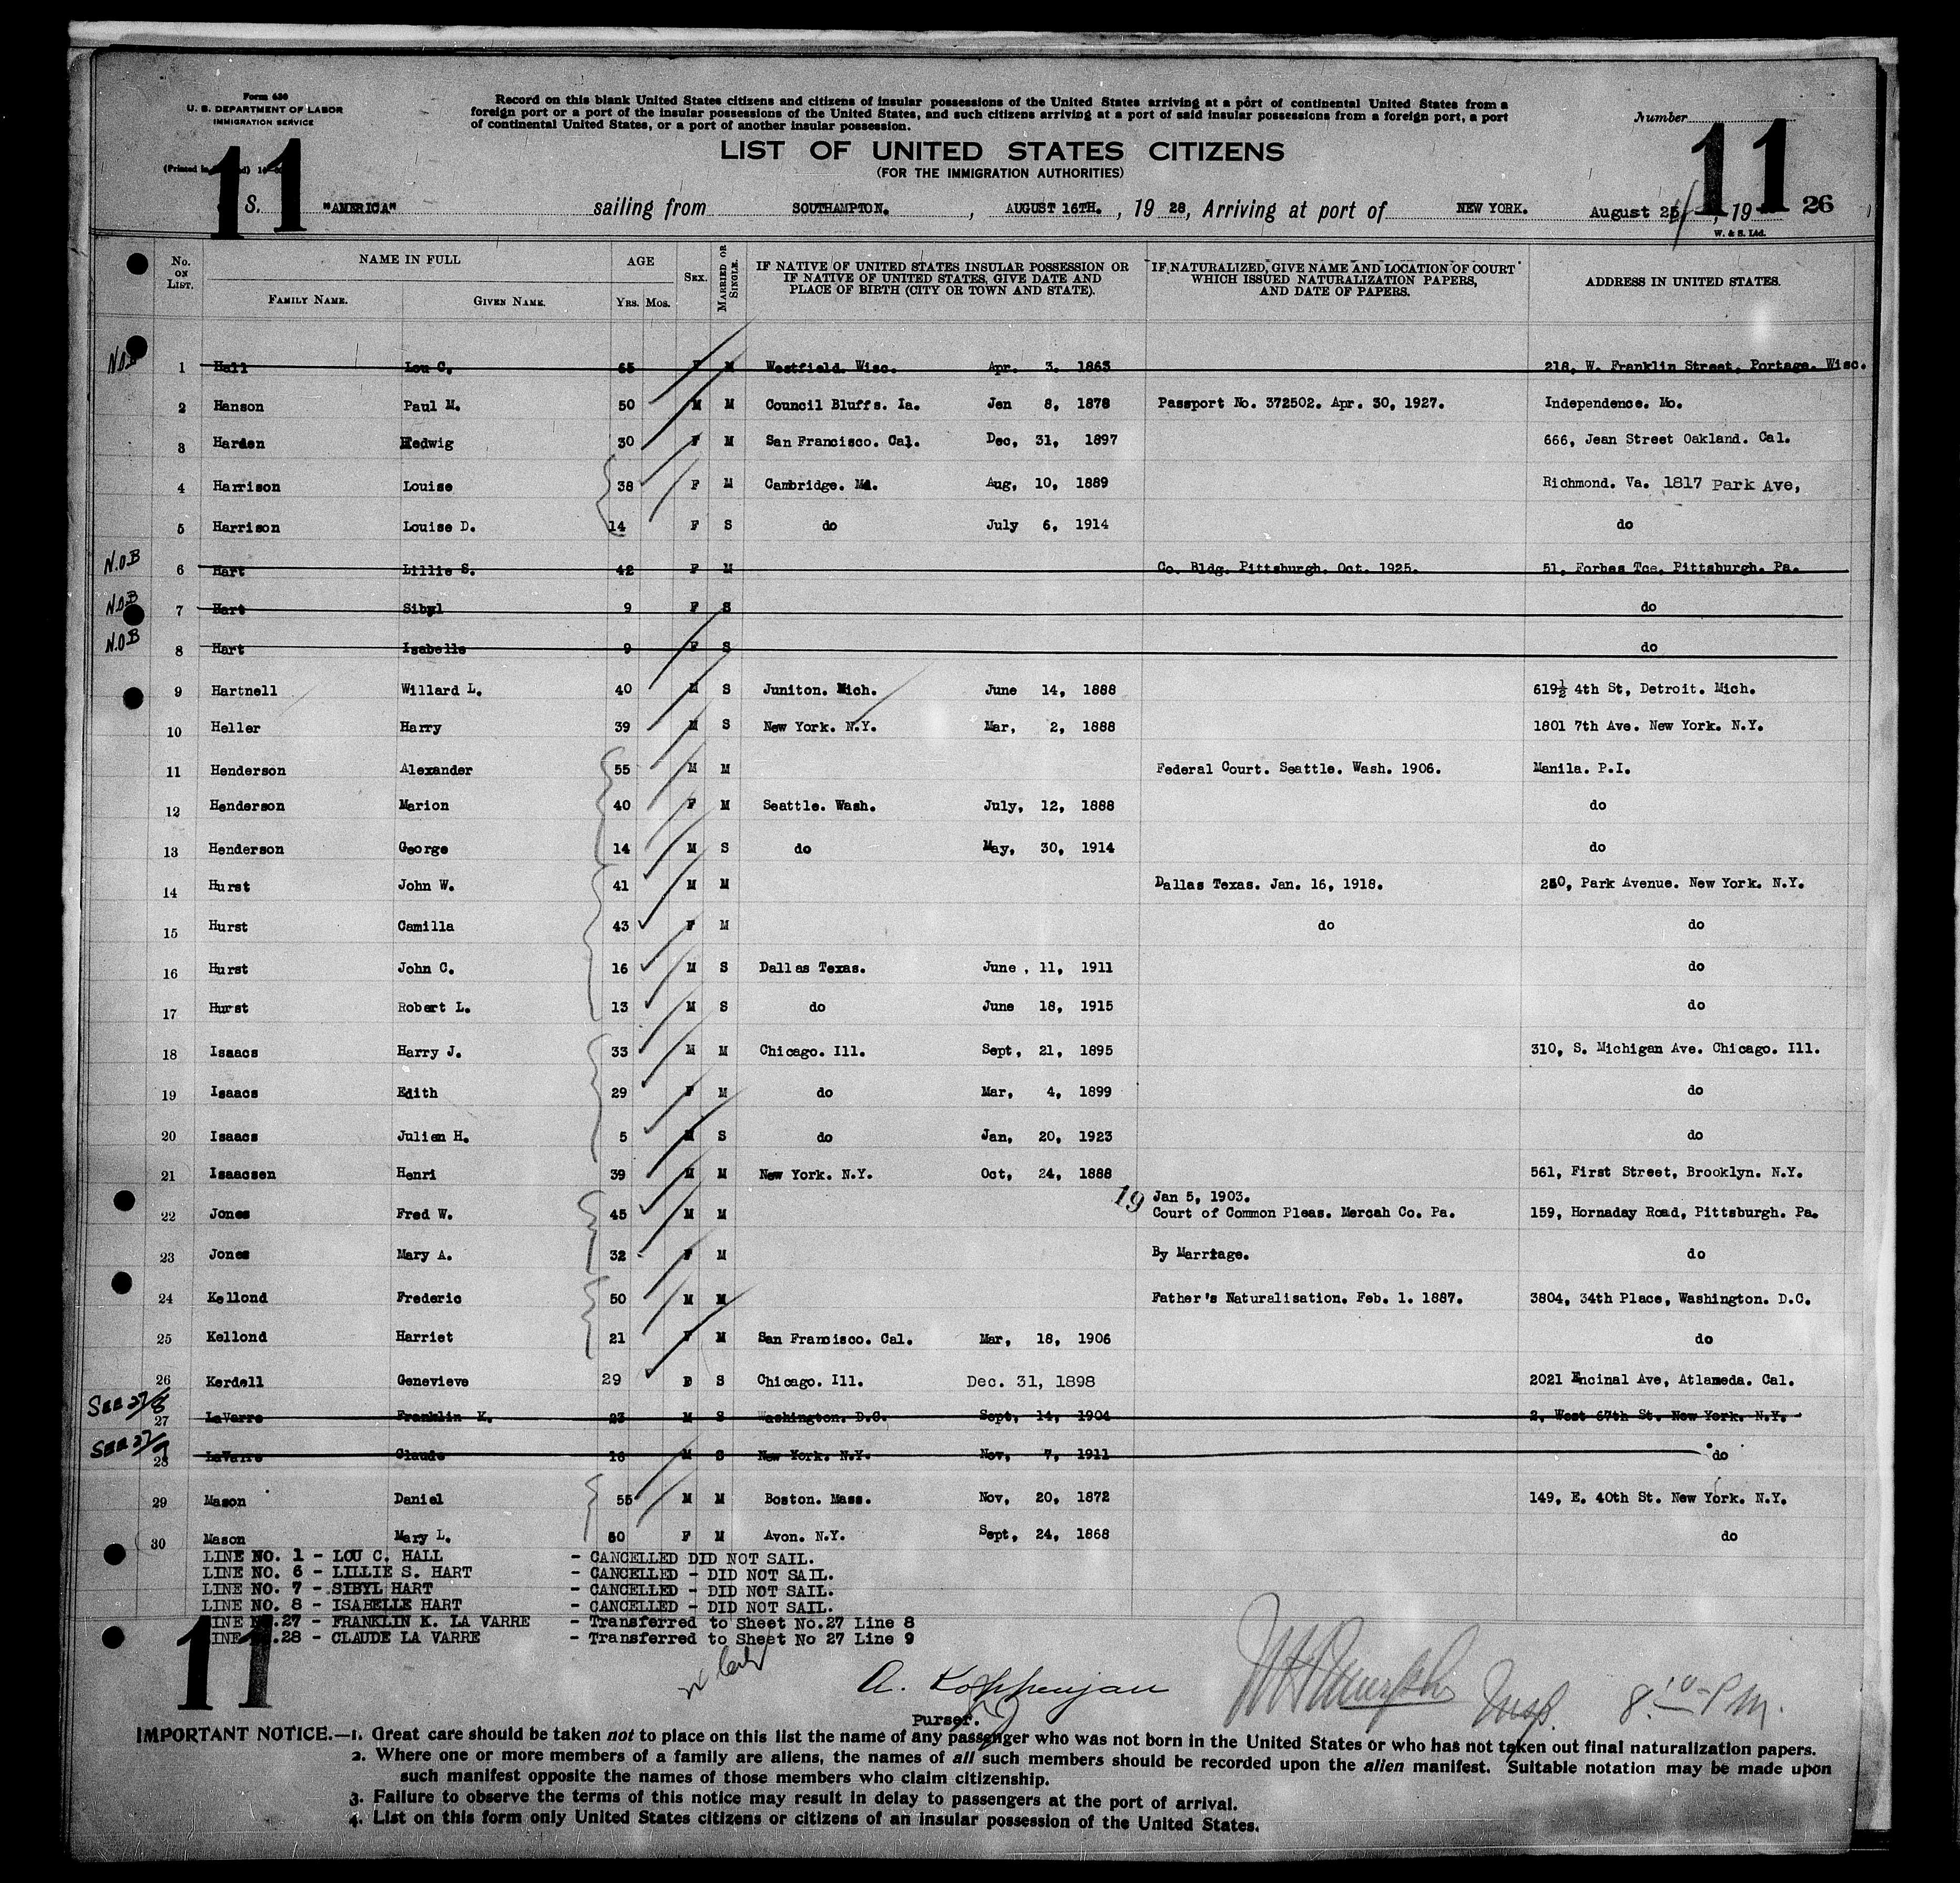 Form 630
U. S. DEPARTMENT OF LABOR
IMMIGRATION SERVICE
Record on this blank United States citizens and citizens of insular possessions of the United States arriving at a port of continental United States from a
foreign port or a port of the insular possessions of the United States, and such citizens arriving at a port of said insular possessions from a foreign port, a port
of continental United States, or a port of another insular possession.
Number
11
11
LIST OF UNITED STATES CITIZENS
(FOR THE IMMIGRATION AUTHORITIES)
S. "AMERICA" sailing from SOUTHAMPTON. , AUGUST 16TH. , 19 28, Arriving at port of NEW YORK. August , 19 26
W. & S. Ltd.
No. ON LIST. NAME IN FULL FAMILY NAME. GIVEN NAME. AGE YRS. MOS. SEX. MARRIED OR SINGLE. IF NATIVE OF UNITED STATES INSULAR POSSESSION OR IF NATIVE OF UNITED STATES, GIVE DATE AND PLACE OF BIRTH (CITY OR TOWN AND STATE). IF NATURALIZED, GIVE NAME AND LOCATION OF COURT WHICH ISSUED NATURALIZATION PAPERS, AND DATE OF PAPERS. ADDRESS IN UNITED STATES.
1 Hall Lou C. 65 F M Westfield. Wisc. Apr. 3, 1863 218, W. Franklin Street, Portage. Wisc.
2 Hanson Paul M. 50 M M Council Bluffs. Ia. Jan 8, 1878 Passport No. 372502. Apr. 30, 1927. Independence. Mo.
3 Harden Hedwig 30 F M San Francisco. Cal. Dec, 31, 1897 666, Jean Street Oakland. Cal.
4 Harrison Louise 38 F M Cambridge. Md. Aug, 10, 1889 Richmond. Va. 1817 Park Ave,
5 Harrison Louise D. 14 F S do July 6, 1914 do
N.O.B 6 Hart Lillie S. 42 F M Co. Bldg. Pittsburgh. Oct. 1925. 51, Forbes Tce, Pittsburgh. Pa.
N.O.B 7 Hart Sibyl 9 F S do
N.O.B 8 Hart Isabelle 9 F S do
9 Hartnell Willard L. 40 M S Juniton. Mich. June 14, 1888 619½ 4th St, Detroit. Mich.
10 Heller Harry 39 M S New York. N.Y. Mar, 2, 1888 1801 7th Ave. New York. N.Y.
11 Henderson Alexander 55 M M Federal Court. Seattle. Wash. 1906. Manila. P.I.
12 Henderson Marion 40 F M Seattle. Wash. July, 12, 1888 do
13 Henderson George 14 M S do May, 30, 1914 do
14 Hurst John W. 41 M M Dallas Texas. Jan. 16, 1918. 250, Park Avenue. New York. N.Y.
15 Hurst Camilla 43 F M do do
16 Hurst John C. 16 M S Dallas Texas. June , 11, 1911 do
17 Hurst Robert L. 13 M S do June 18, 1915 do
18 Isaacs Harry J. 33 M M Chicago. Ill. Sept, 21, 1895 310, S. Michigan Ave. Chicago. Ill.
19 Isaacs Edith 29 F M do Mar, 4, 1899 do
20 Isaacs Julien H. 5 M S do Jan, 20, 1923 do
21 Isaacsen Henri 39 M M New York. N.Y. Oct, 24, 1888 561, First Street, Brooklyn. N.Y.
19 Jan 5, 1903.
22 Jones Fred W. 45 M M Court of Common Pleas. Mercah Co. Pa. 159, Hornaday Road, Pittsburgh. Pa.
23 Jones Mary A. 32 F M By Marriage. do
24 Kellond Frederic 50 M M Father's Naturalisation. Feb. 1. 1887. 3804, 34th Place, Washington. D.C.
25 Kellond Harriet 21 F M San Francisco. Cal. Mar, 18, 1906 do
26 Kerdell Genevieve 29 F S Chicago. Ill. Dec. 31, 1898 2021 Encinal Ave, Atlameda. Cal.
See 27/8 27 LaVarre Franklin K. 23 M S Washington. D.C. Sept, 14, 1904 2, West 67th St. New York. N.Y.
See 27/9 28 LaVarre Claude 16 M S New York. N.Y. Nov, 7, 1911 do
29 Mason Daniel 55 M M Boston. Mass. Nov, 20, 1872 149, E. 40th St. New York. N.Y.
30 Mason Mary L. 60 F M Avon. N.Y. Sept, 24, 1868 do
LINE NO. 1 - LOU C. HALL - CANCELLED DID NOT SAIL.
LINE NO. 6 - LILLIE S. HART - CANCELLED - DID NOT SAIL.
LINE NO. 7 - SIBYL HART - CANCELLED - DID NOT SAIL.
LINE NO. 8 - ISABELLE HART - CANCELLED - DID NOT SAIL.
LINE NO.27 - FRANKLIN K. LA VARRE - Transferred to Sheet No.27 Line 8
LINE .28 - CLAUDE LA VARRE - Transferred to Sheet No 27 Line 9
11
A. Koppenjan
Purser.
Insp. 8:10 P M.
IMPORTANT NOTICE.—1. Great care should be taken not to place on this list the name of any passenger who was not born in the United States or who has not taken out final naturalization papers.
2. Where one or more members of a family are aliens, the names of all such members should be recorded upon the alien manifest. Suitable notation may be made upon
such manifest opposite the names of those members who claim citizenship.
3. Failure to observe the terms of this notice may result in delay to passengers at the port of arrival.
4. List on this form only United States citizens or citizens of an insular possession of the United States.